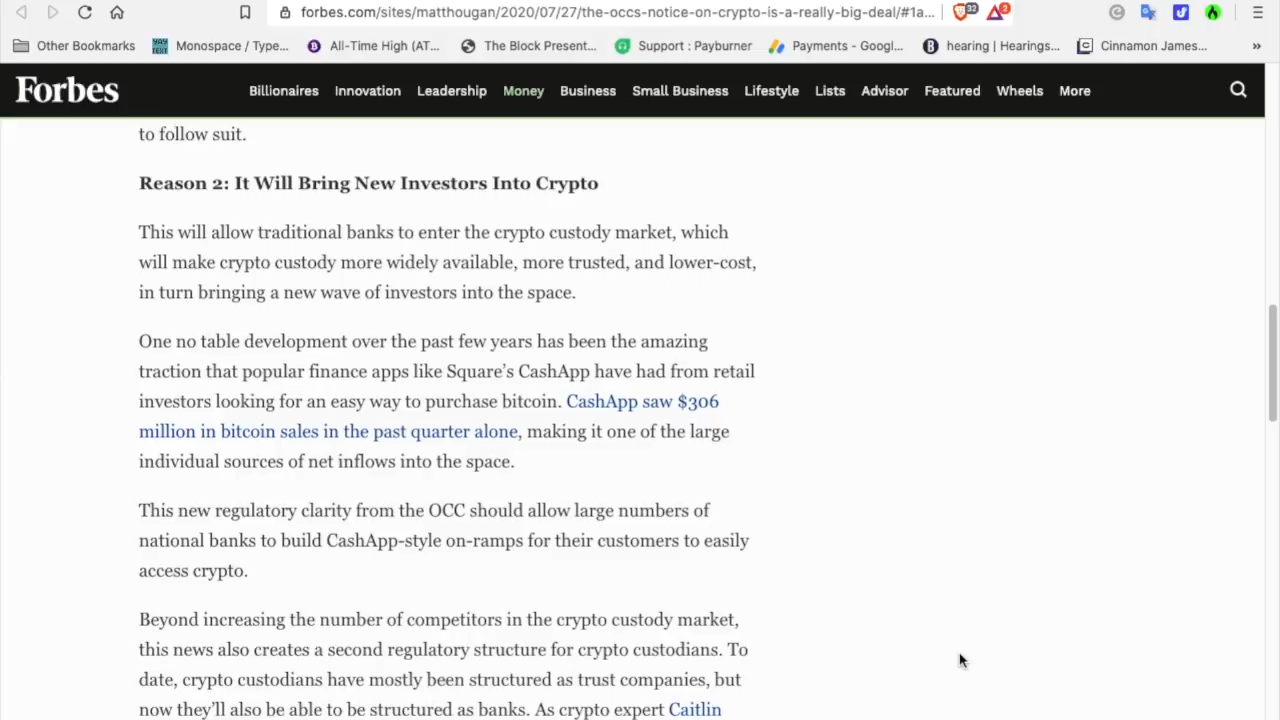 forbes.com/sites/matthougan/2020/07/27/the-occs-notice-on-crypto-is-a-really-big-deal/#1a...
32
2
Other Bookmarks
Monospace / Type...
All-Time High (AT...
The Block Present...
Support : Payburner
Payments - Googl...
hearing | Hearings...
Cinnamon James...
»
Forbes
Billionaires
Innovation
Leadership
Money
Business
Small Business
Lifestyle
Lists
Advisor
Featured
Wheels
More
to follow suit.
Reason 2: It Will Bring New Investors Into Crypto
This will allow traditional banks to enter the crypto custody market, which
will make crypto custody more widely available, more trusted, and lower-cost,
in turn bringing a new wave of investors into the space.
One no table development over the past few years has been the amazing
traction that popular finance apps like Square's CashApp have had from retail
investors looking for an easy way to purchase bitcoin. CashApp saw $306
million in bitcoin sales in the past quarter alone, making it one of the large
individual sources of net inflows into the space.
This new regulatory clarity from the OCC should allow large numbers of
national banks to build CashApp-style on-ramps for their customers to easily
access crypto.
Beyond increasing the number of competitors in the crypto custody market,
this news also creates a second regulatory structure for crypto custodians. To
date, crypto custodians have mostly been structured as trust companies, but
now they'll also be able to be structured as banks. As crypto expert Caitlin